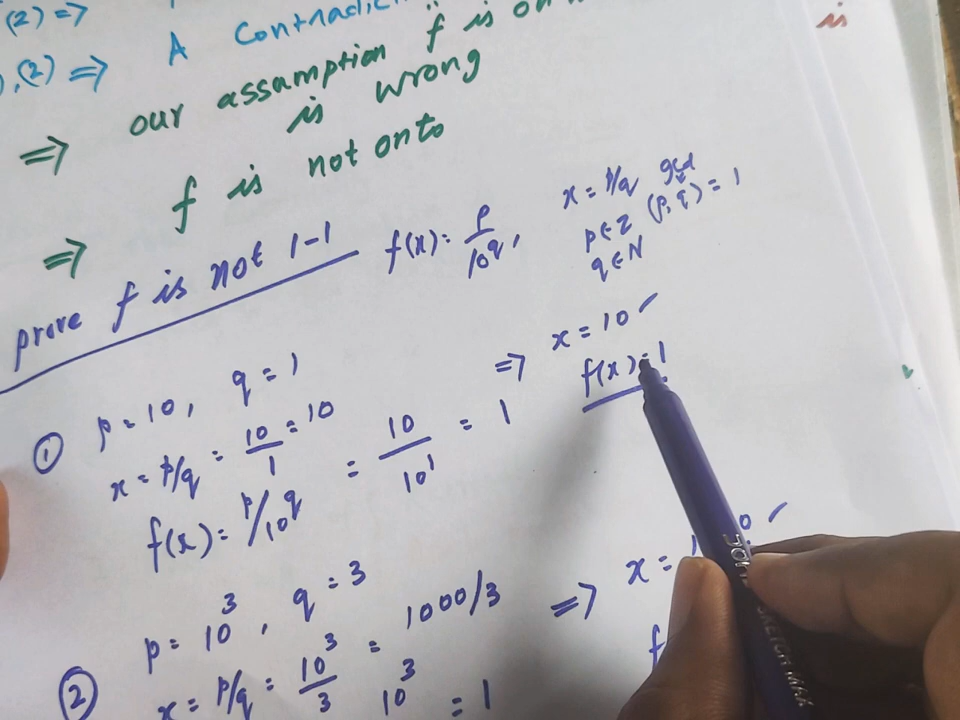 (2) ⇒
), (2) ⇒ A Contradic
⇒ our assumption f is on
is wrong
⇒ f is not onto
is
prove f is not 1-1 f(x) = p/10^q, x = p/q gcd
p ∈ Z (p, q) = 1
q ∈ N
① p = 10, q = 1 ⇒ x = 10 ✓
x = p/q = 10/1 = 10 f(x) = 1
f(x) = p/10^q = 10/10^1 = 1
② p = 10^3, q = 3 ⇒ x =
x = p/q = 10^3/3 = 1000/3 f
10^3 = 1